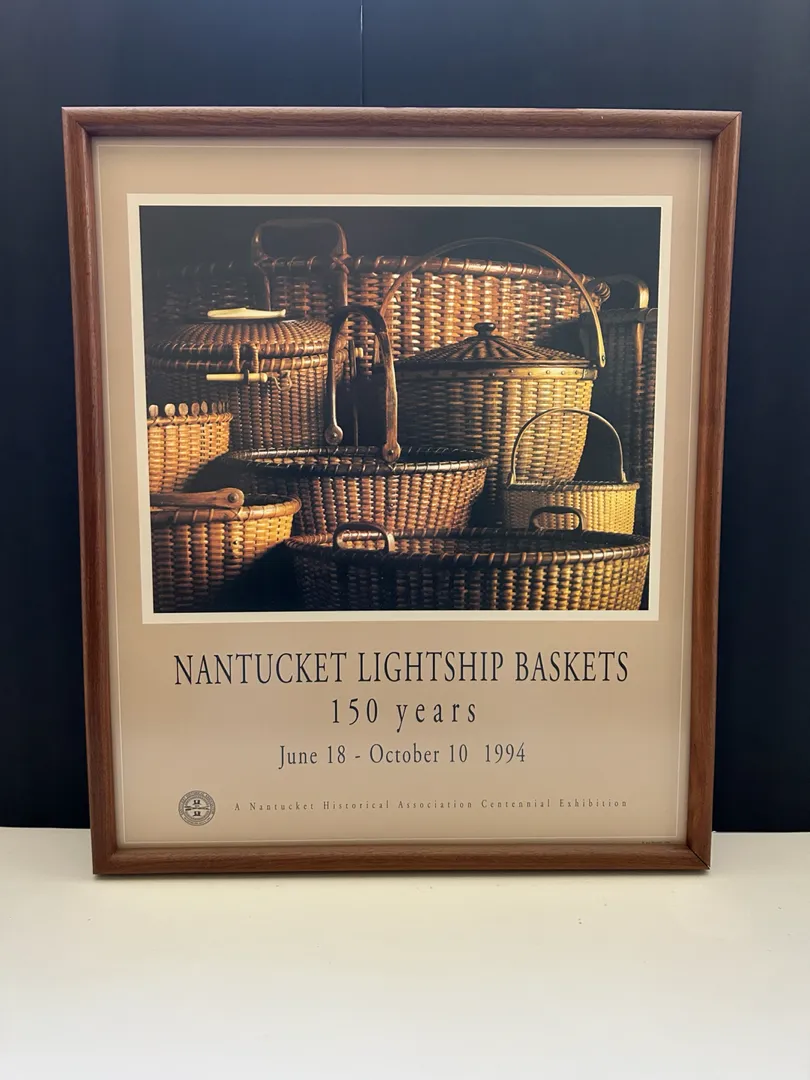 NANTUCKET LIGHTSHIP BASKETS
150 years
June 18 - October 10 1994
A Nantucket Historical Association Centennial Exhibition